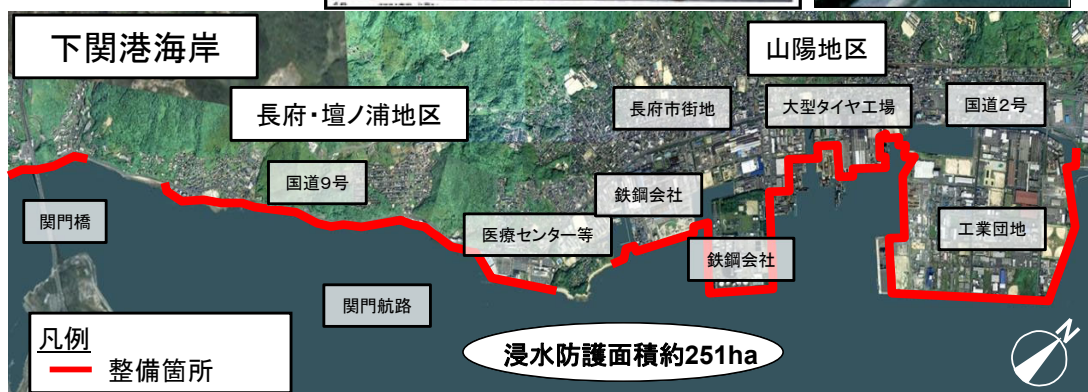 下関港海岸
山陽地区
長府・壇ノ浦地区
長府市街地
大型タイヤ工場
国道2号
国道9号
鉄鋼会社
関門橋
医療センター等
工業団地
鉄鋼会社
関門航路
凡例
整備箇所
浸水防護面積約251ha
N